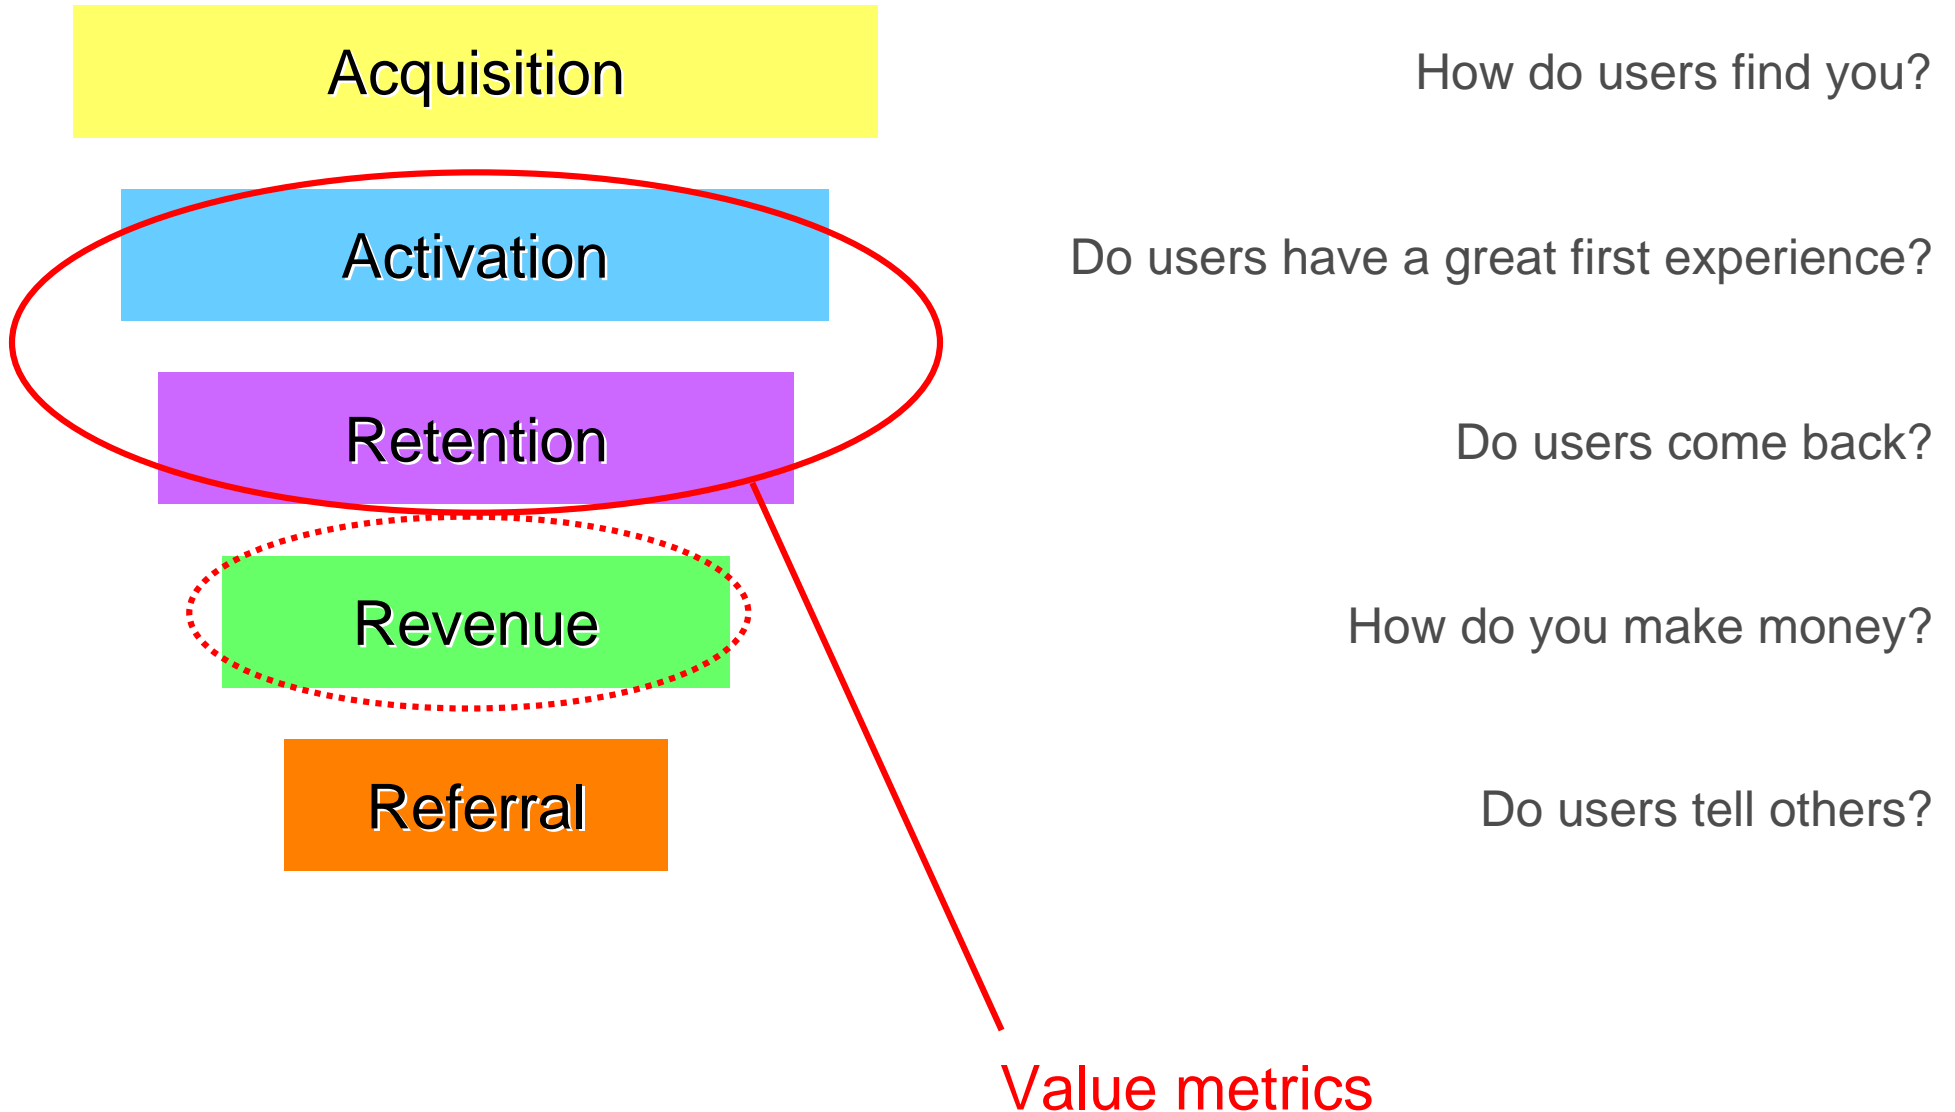 Acquisition
How do users find you?
Activation
Do users have a great first experience?
Retention
Do users come back?
Revenue
How do you make money?
Referral
Do users tell others?
Value metrics